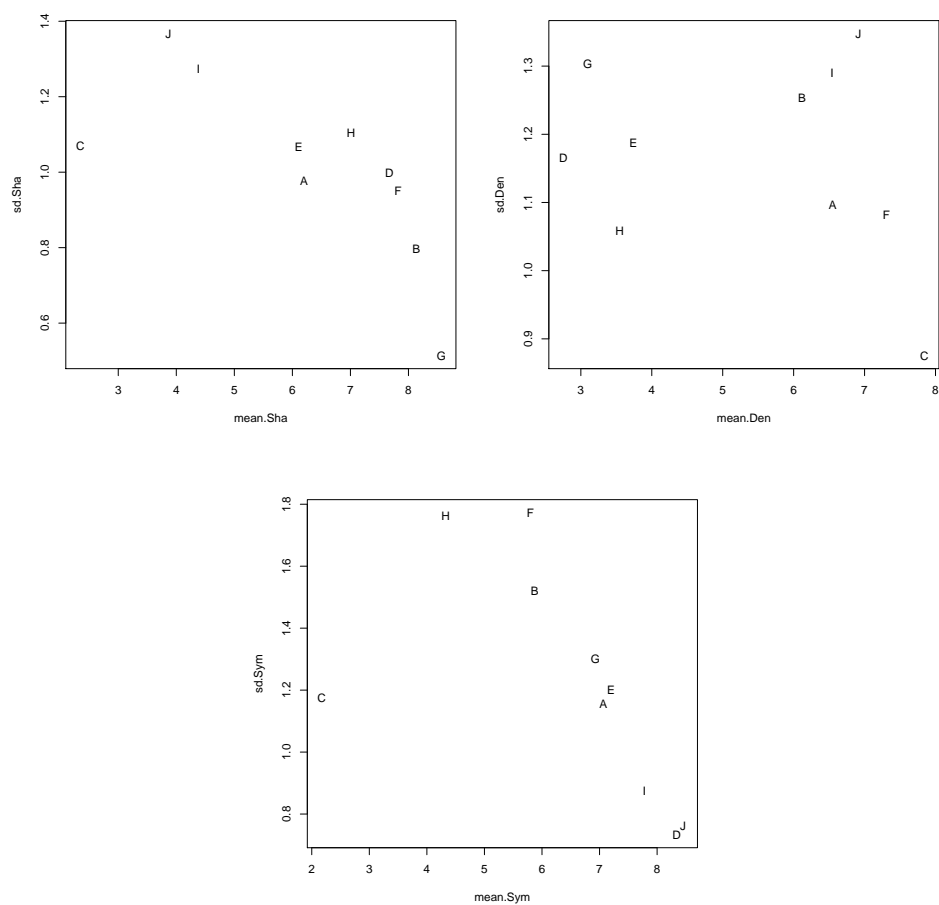 1.4
1.2
1.0
0.8
0.6
sd.Sha
J
I
C
H
E
D
A
F
B
G
3 4 5 6 7 8
mean.Sha
1.3
1.2
1.1
1.0
0.9
sd.Den
J
G
I
B
E
D
A
F
H
C
3 4 5 6 7 8
mean.Den
1.8
1.6
1.4
1.2
1.0
0.8
sd.Sym
H F
B
G
E
C
A
I
J
D
2 3 4 5 6 7 8
mean.Sym